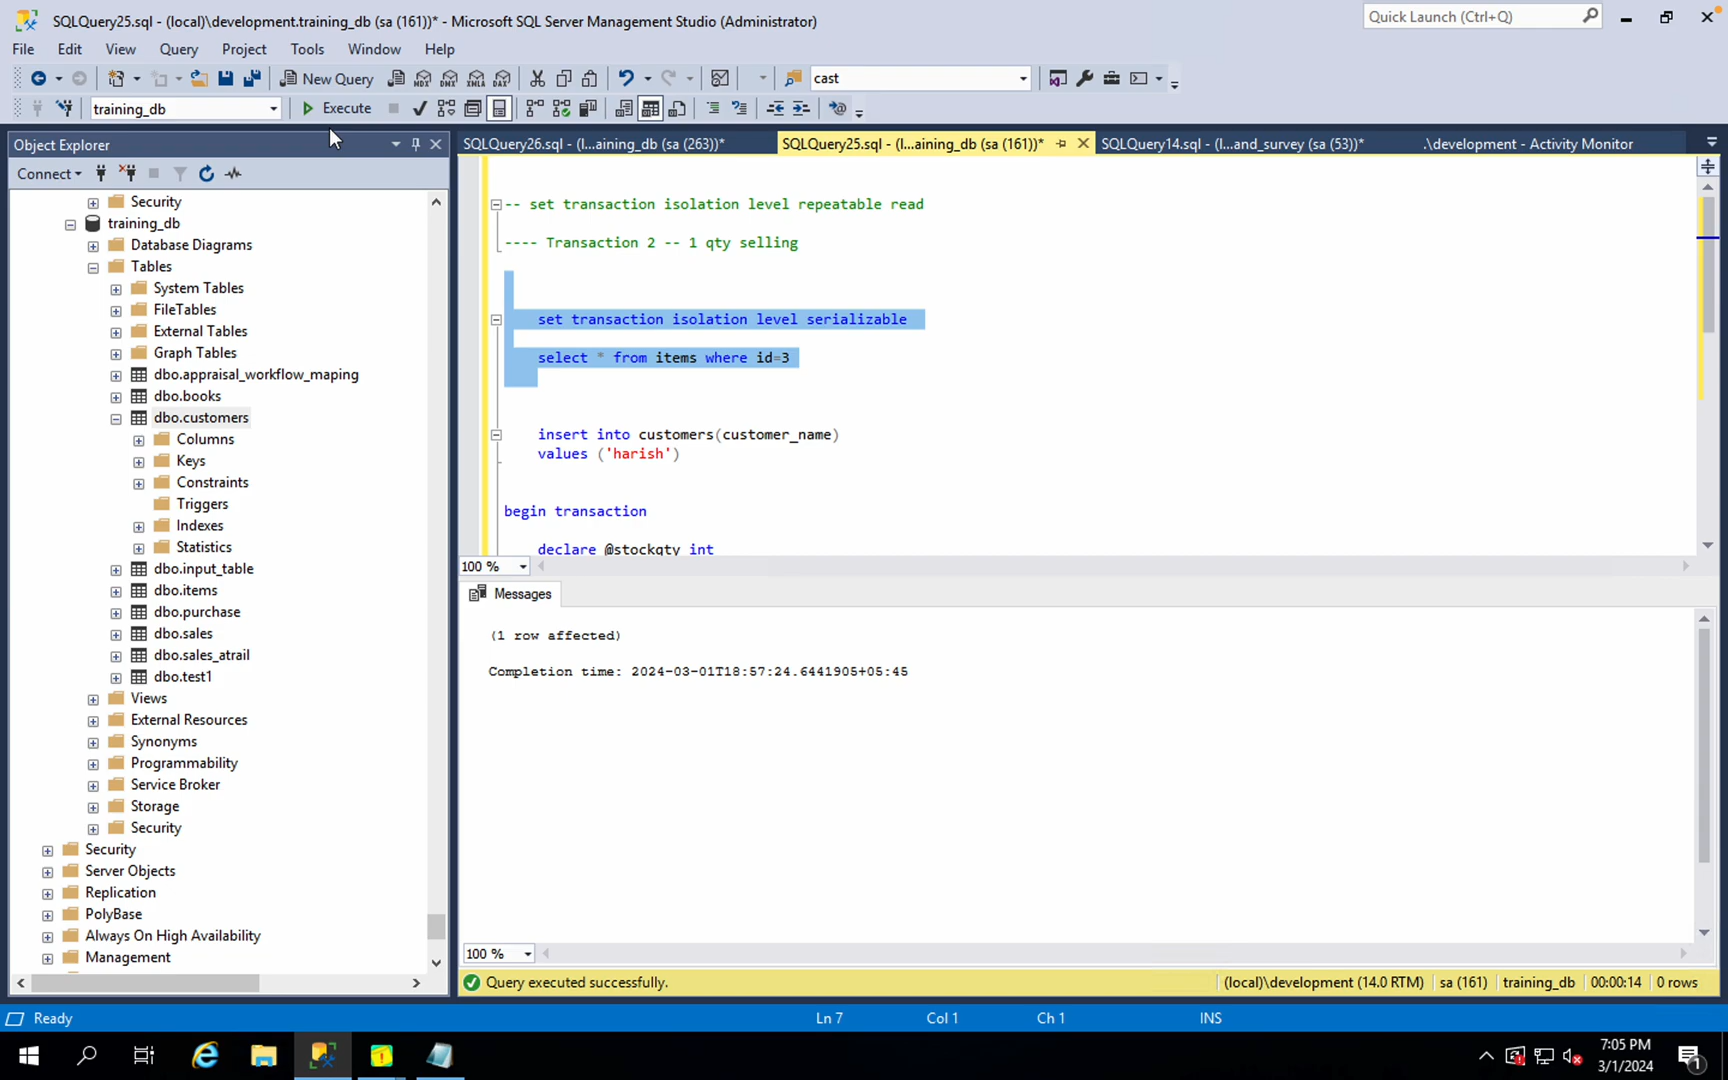 SQLQuery25.sql - (local)\development.training_db (sa (161))* - Microsoft SQL Server Management Studio (Administrator)
Quick Launch (Ctrl+Q)
File Edit View Query Project Tools Window Help
New Query MDX DMX XMLA DAX cast
training_db Execute
Object Explorer
Connect
Security
training_db
Database Diagrams
Tables
System Tables
FileTables
External Tables
Graph Tables
dbo.appraisal_workflow_maping
dbo.books
dbo.customers
Columns
Keys
Constraints
Triggers
Indexes
Statistics
dbo.input_table
dbo.items
dbo.purchase
dbo.sales
dbo.sales_atrail
dbo.test1
Views
External Resources
Synonyms
Programmability
Service Broker
Storage
Security
Security
Server Objects
Replication
PolyBase
Always On High Availability
Management
SQLQuery26.sql - (l...aining_db (sa (263))* SQLQuery25.sql - (l...aining_db (sa (161))* SQLQuery14.sql - (l...and_survey (sa (53))* .\development - Activity Monitor
-- set transaction isolation level repeatable read
---- Transaction 2 -- 1 qty selling
set transaction isolation level serializable
select * from items where id=3
insert into customers(customer_name)
values ('harish')
begin transaction
declare @stockqty int
100 %
Messages
(1 row affected)
Completion time: 2024-03-01T18:57:24.6441905+05:45
100 %
Query executed successfully. (local)\development (14.0 RTM) sa (161) training_db 00:00:14 0 rows
Ready Ln 7 Col 1 Ch 1 INS
7:05 PM
3/1/2024
1